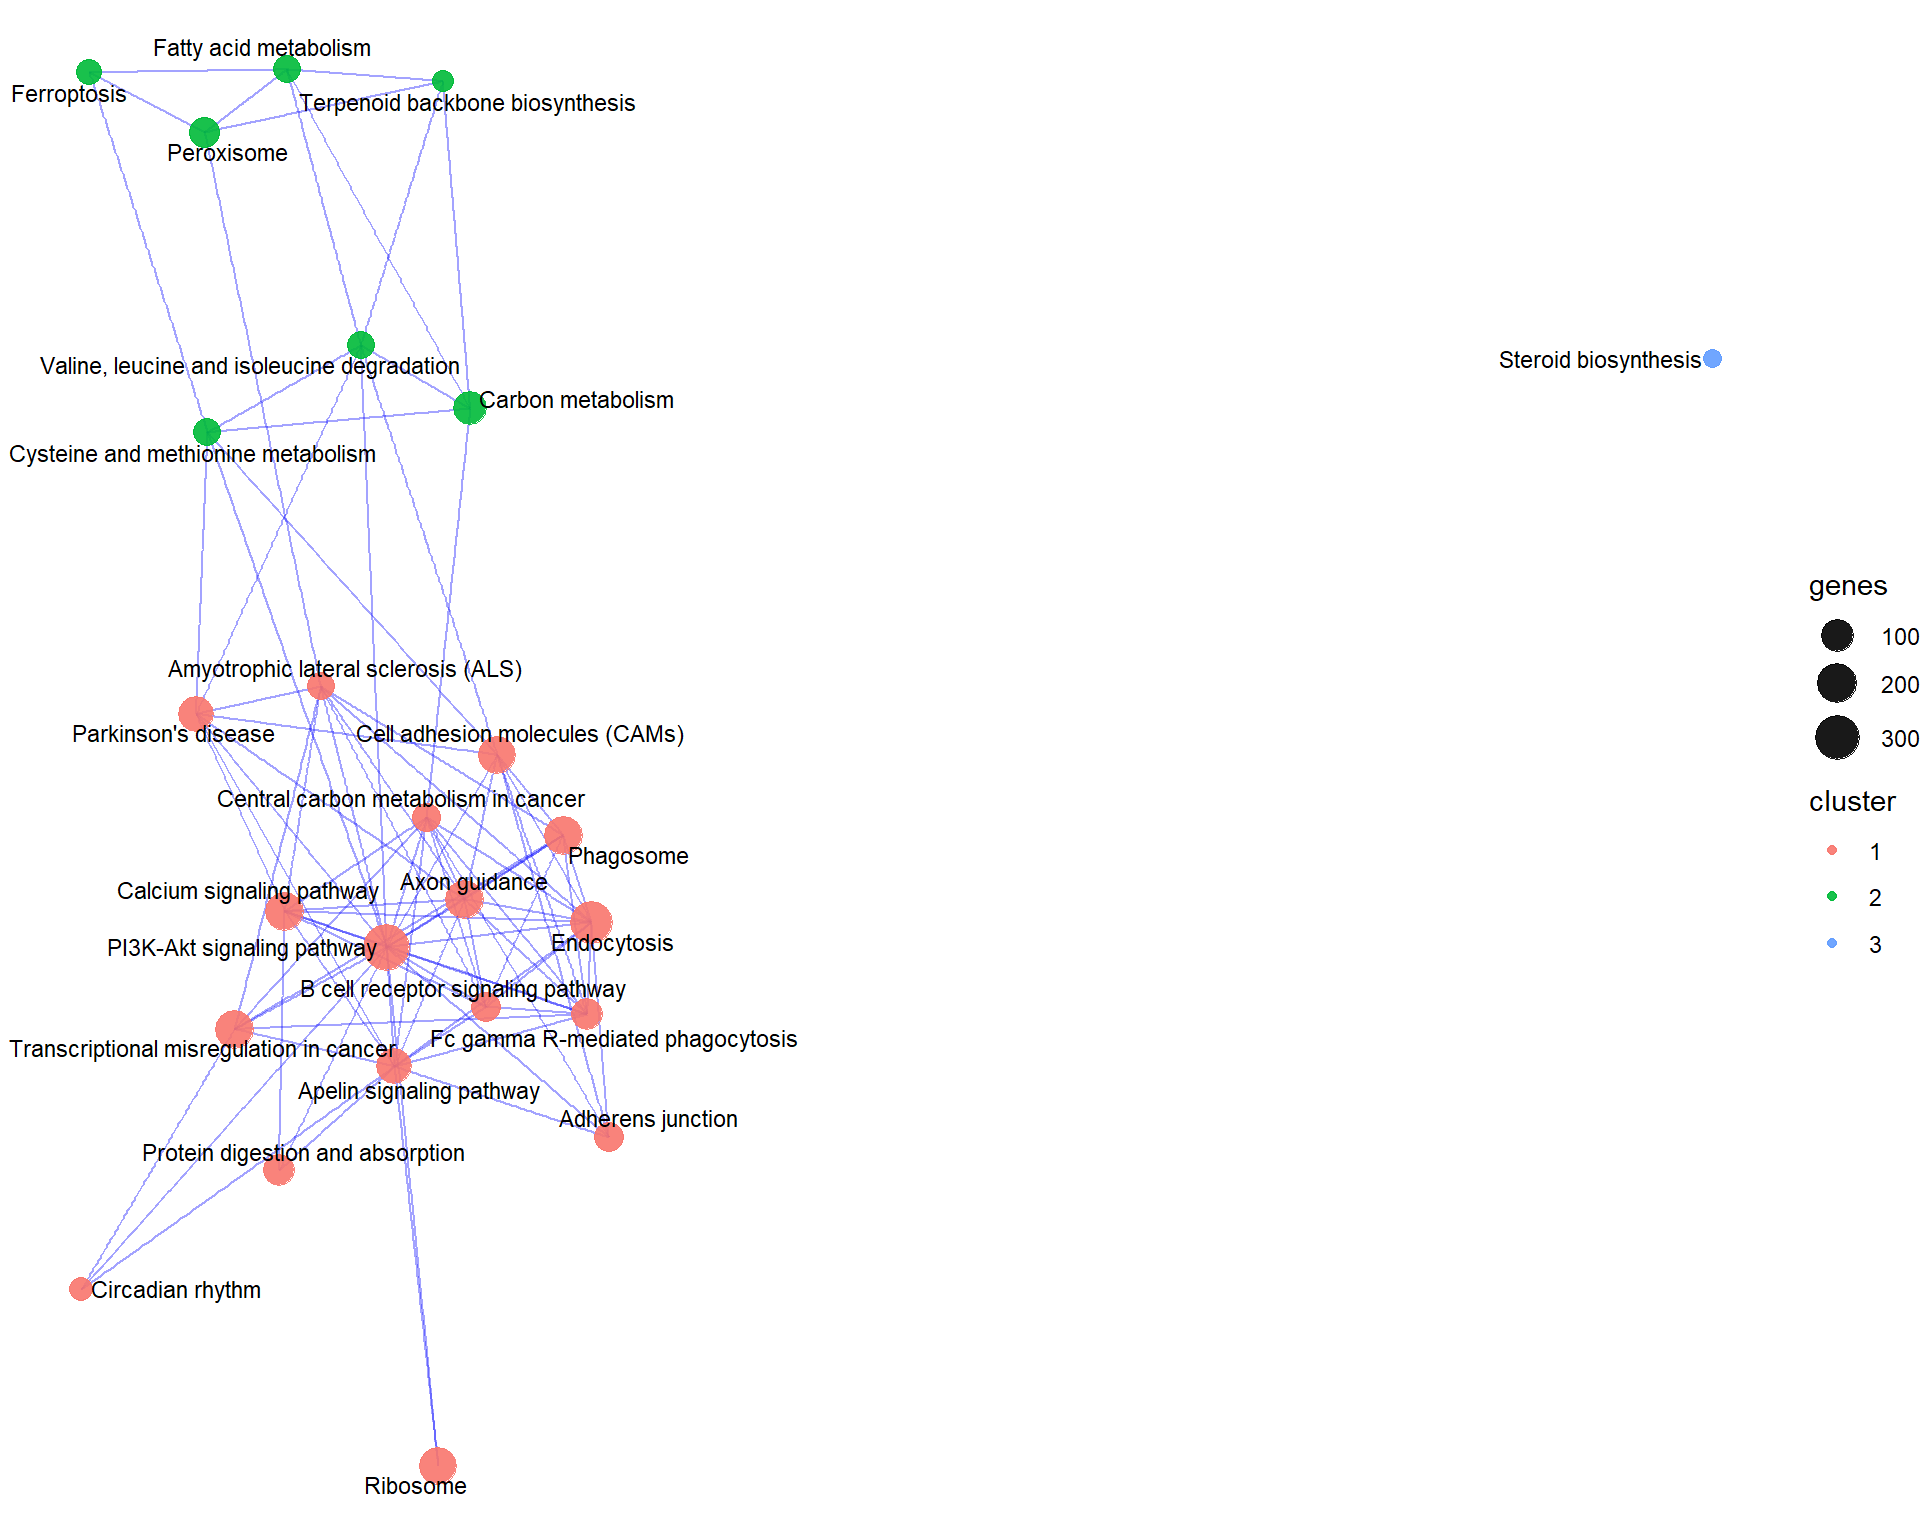 Fatty acid metabolism
Ferroptosis
Terpenoid backbone biosynthesis
Peroxisome
Valine, leucine and isoleucine degradation
Steroid biosynthesis
Carbon metabolism
Cysteine and methionine metabolism
genes
100
200
300
cluster
1
2
3
Amyotrophic lateral sclerosis (ALS)
Parkinson's disease
Cell adhesion molecules (CAMs)
Central carbon metabolism in cancer
Phagosome
Axon guidance
Calcium signaling pathway
Endocytosis
PI3K-Akt signaling pathway
B cell receptor signaling pathway
Fc gamma R-mediated phagocytosis
Transcriptional misregulation in cancer
Apelin signaling pathway
Adherens junction
Protein digestion and absorption
Circadian rhythm
Ribosome